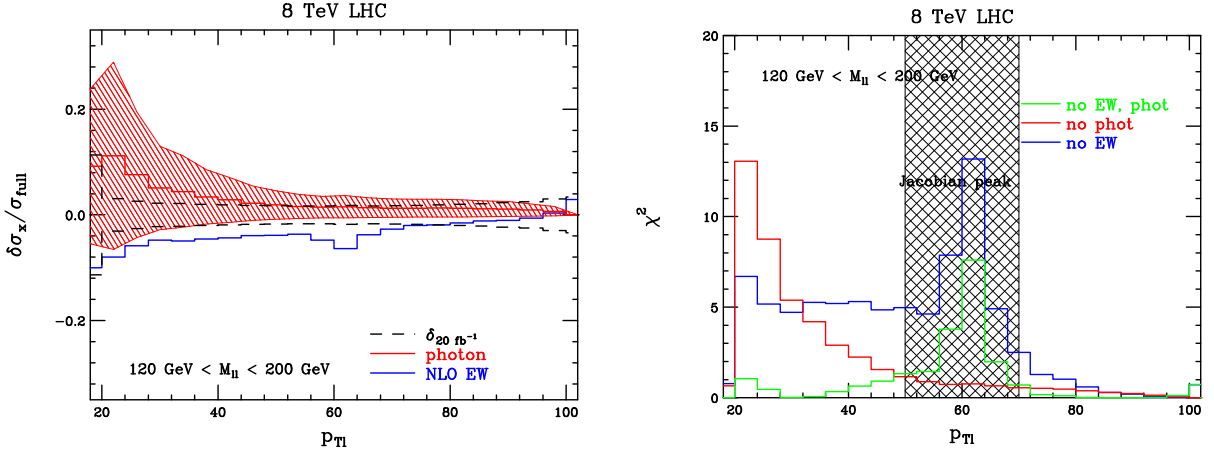 8 TeV LHC
δσx/σfull
0.2
0.0
−0.2
δ20 fb⁻¹
photon
NLO EW
120 GeV < Mll < 200 GeV
20 40 60 80 100
pTl
8 TeV LHC
χ²
20
15
10
5
0
120 GeV < Mll < 200 GeV
no EW, phot
no phot
no EW
Jacobian peak
20 40 60 80 100
pTl